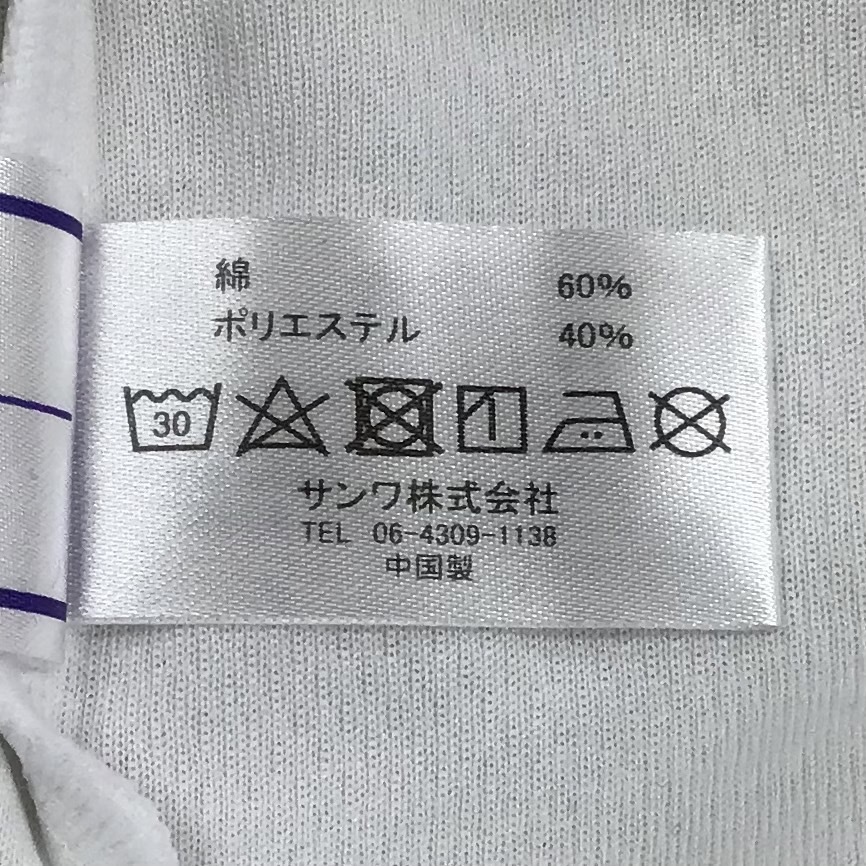 綿 60%
ポリエステル 40%
30
サンワ株式会社
TEL 06-4309-1138
中国製